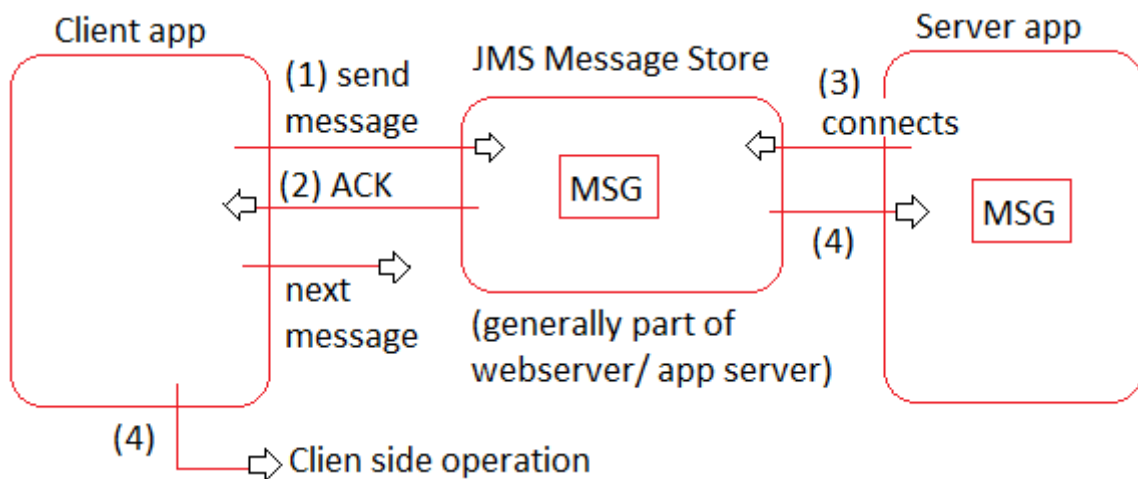 Client app
(1) send
message
(2) ACK
next
message
(4)
Clien side operation
JMS Message Store
MSG
(generally part of
webserver/ app server)
Server app
(3)
connects
(4)
MSG